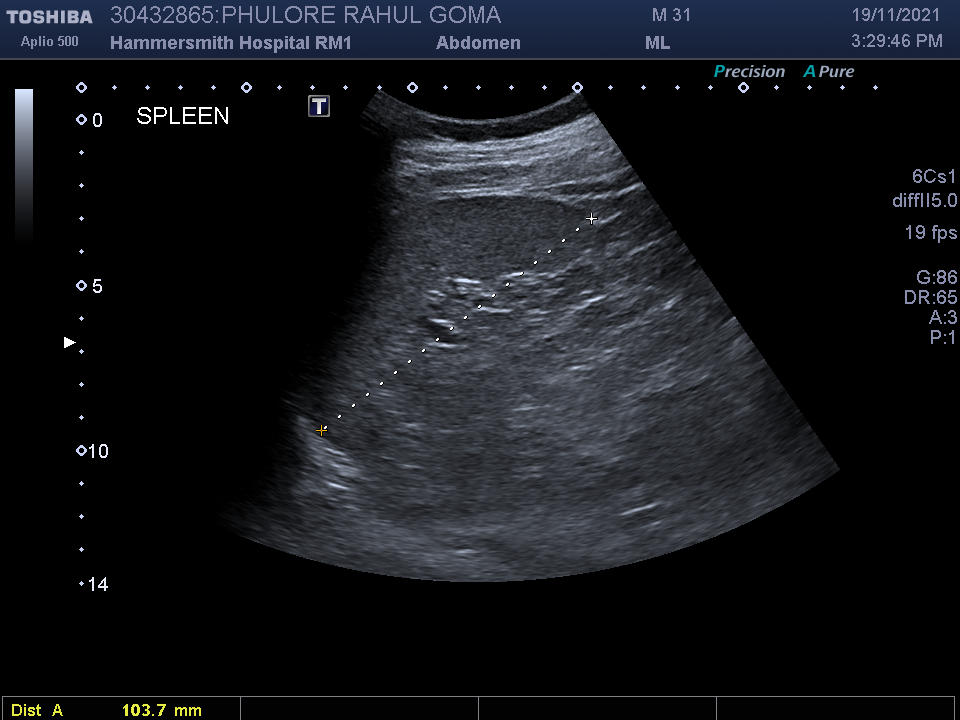 TOSHIBA 30432865:PHULORE RAHUL GOMA M 31 19/11/2021
Aplio 500 Hammersmith Hospital RM1 Abdomen ML 3:29:46 PM
Precision APure
T
SPLEEN
0
5
10
14
6Cs1
diffII5.0
19 fps
G:86
DR:65
A:3
P:1
Dist A 103.7 mm